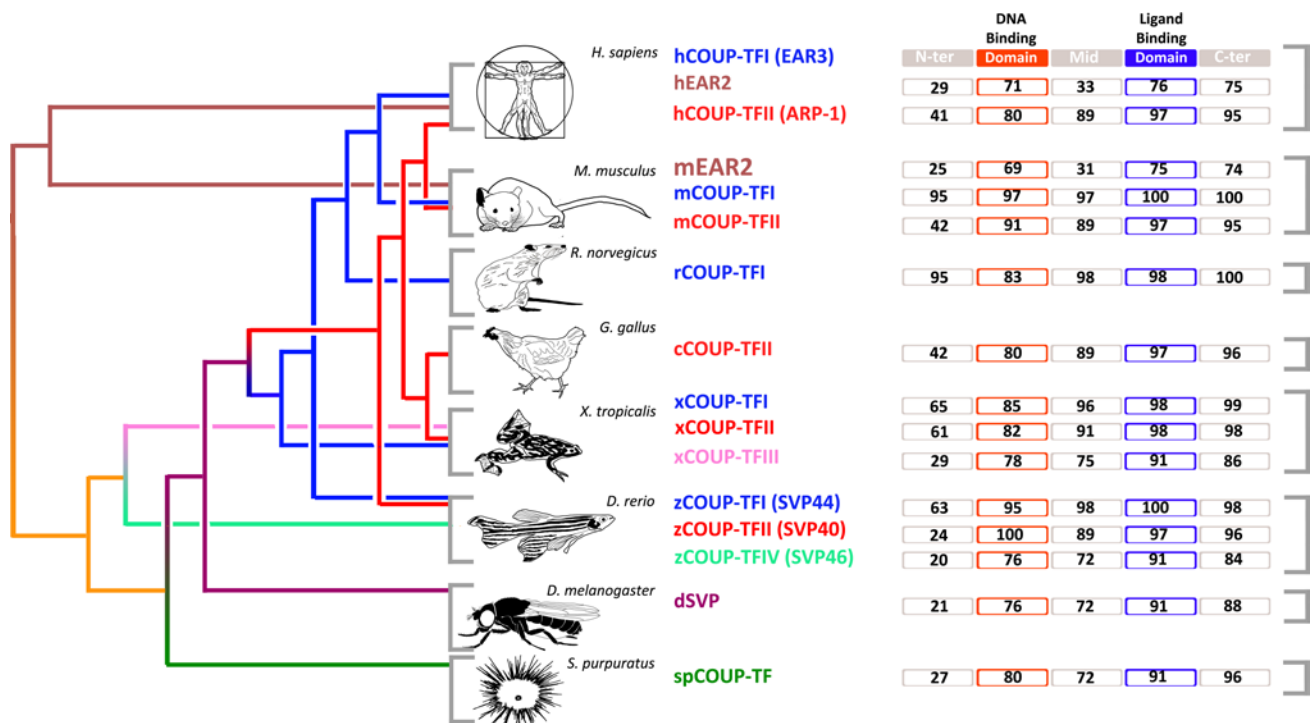 DNA Binding
Ligand Binding
H. sapiens
hCOUP-TFI (EAR3) N-ter Domain Mid Domain C-ter
hEAR2 29 71 33 76 75
hCOUP-TFII (ARP-1) 41 80 89 97 95
M. musculus
mEAR2 25 69 31 75 74
mCOUP-TFI 95 97 97 100 100
mCOUP-TFII 42 91 89 97 95
R. norvegicus
rCOUP-TFI 95 83 98 98 100
G. gallus
cCOUP-TFII 42 80 89 97 96
X. tropicalis
xCOUP-TFI 65 85 96 98 99
xCOUP-TFII 61 82 91 98 98
xCOUP-TFIII 29 78 75 91 86
D. rerio
zCOUP-TFI (SVP44) 63 95 98 100 98
zCOUP-TFII (SVP40) 24 100 89 97 96
zCOUP-TFIV (SVP46) 20 76 72 91 84
D. melanogaster
dSVP 21 76 72 91 88
S. purpuratus
spCOUP-TF 27 80 72 91 96